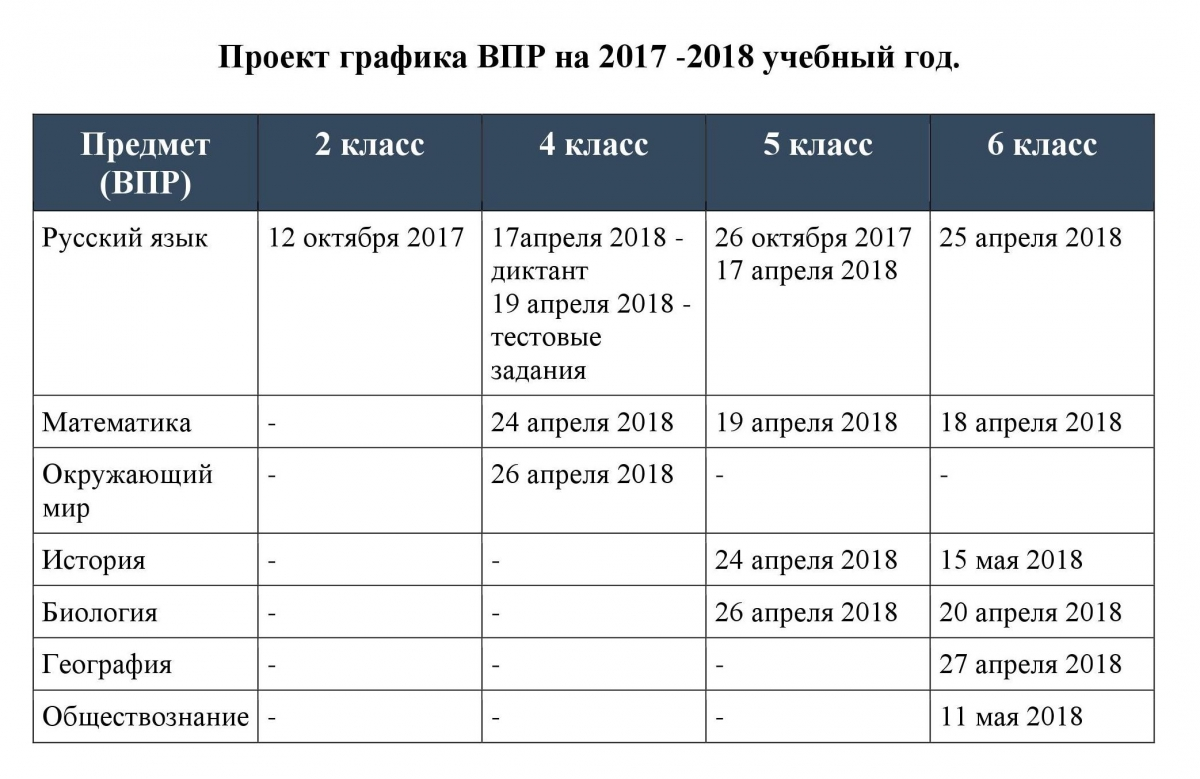 Проект графика ВПР на 2017 -2018 учебный год.
Предмет (ВПР) 2 класс 4 класс 5 класс 6 класс
Русский язык 12 октября 2017 17апреля 2018 - 26 октября 2017 25 апреля 2018
диктант 17 апреля 2018
19 апреля 2018 -
тестовые
задания
Математика - 24 апреля 2018 19 апреля 2018 18 апреля 2018
Окружающий - 26 апреля 2018 - -
мир
История - - 24 апреля 2018 15 мая 2018
Биология - - 26 апреля 2018 20 апреля 2018
География - - - 27 апреля 2018
Обществознание - - - 11 мая 2018